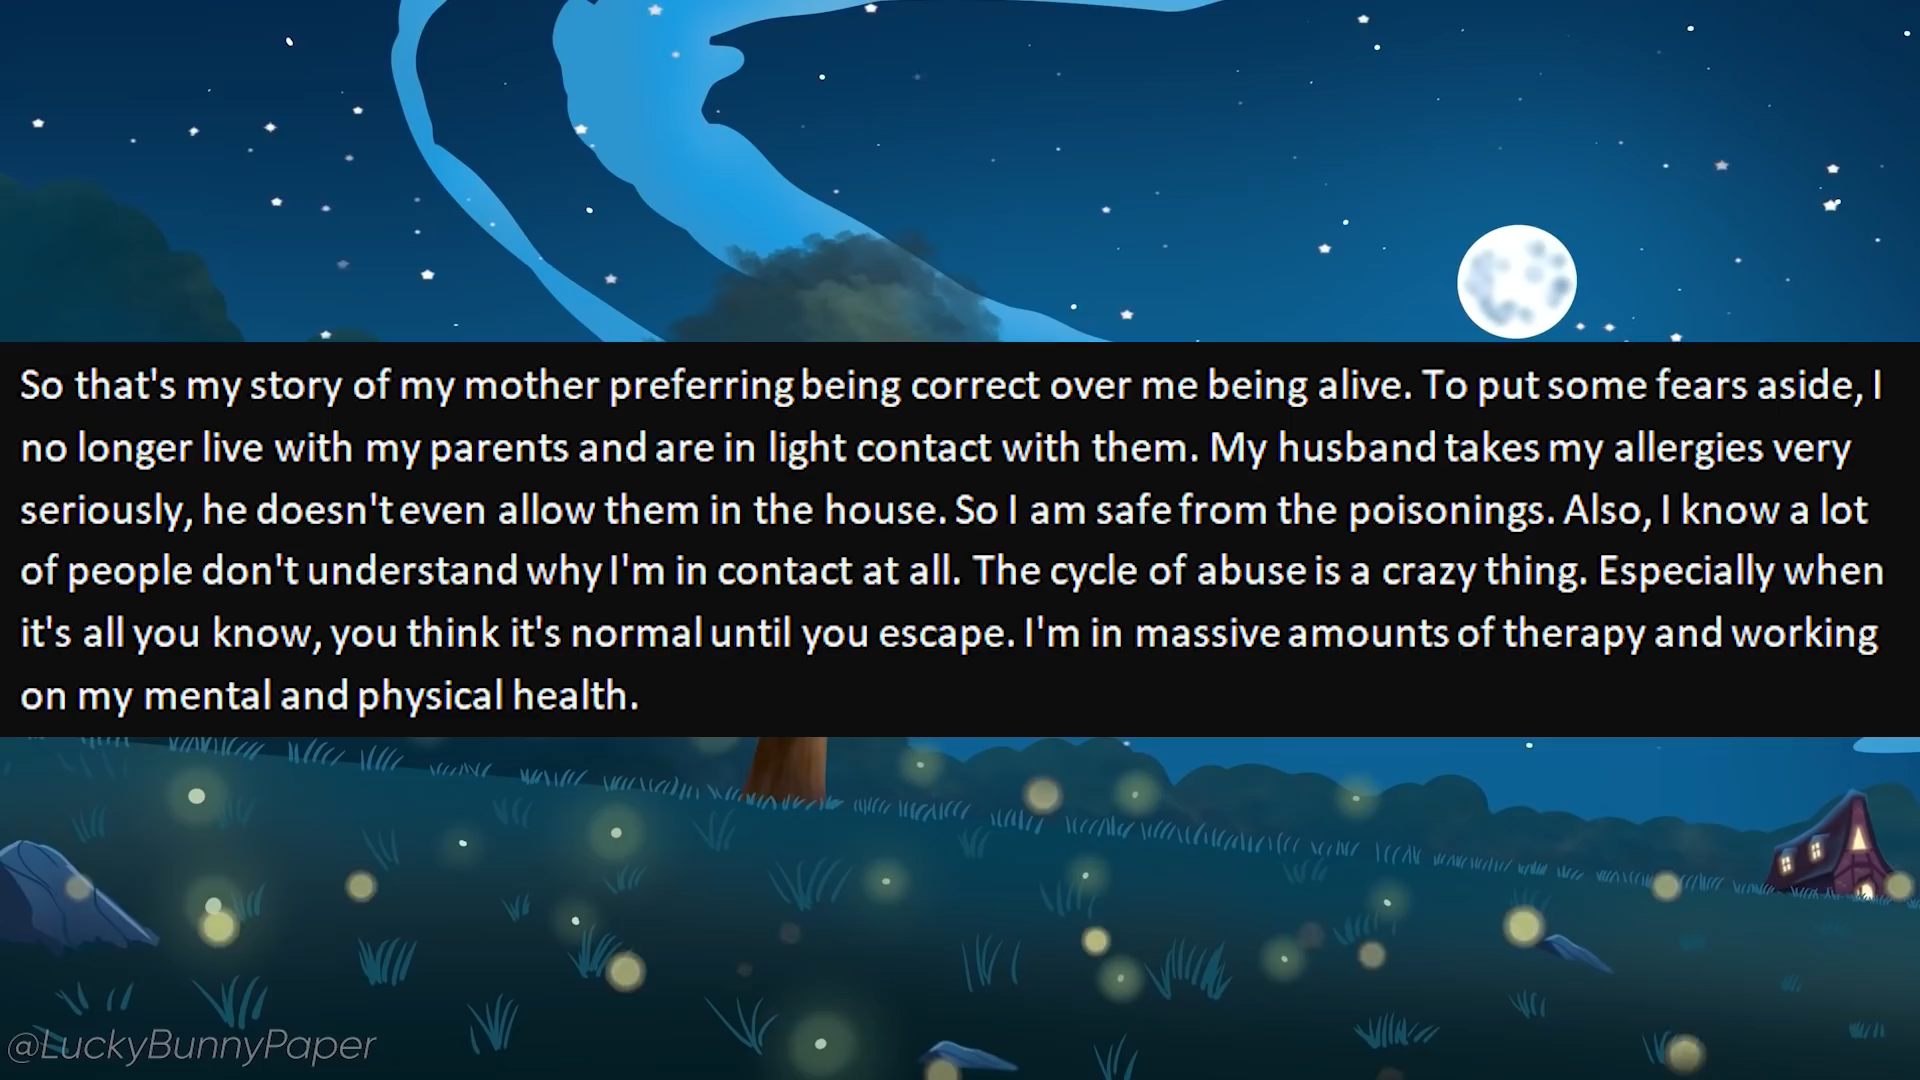 So that's my story of my mother preferring being correct over me being alive. To put some fears aside, I
no longer live with my parents and are in light contact with them. My husband takes my allergies very
seriously, he doesn't even allow them in the house. So I am safe from the poisonings. Also, I know a lot
of people don't understand why I'm in contact at all. The cycle of abuse is a crazy thing. Especially when
it's all you know, you think it's normal until you escape. I'm in massive amounts of therapy and working
on my mental and physical health.
@LuckyBunnyPaper